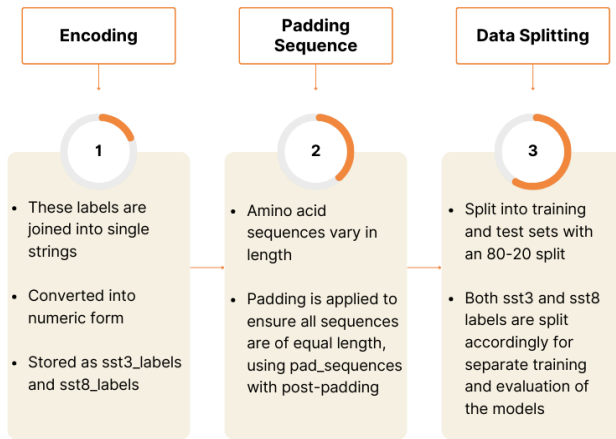 Encoding
1
These labels are
joined into single
strings
Converted into
numeric form
Stored as sst3_labels
and sst8_labels
Padding
Sequence
2
Amino acid
sequences vary in
length
Padding is applied to
ensure all sequences
are of equal length,
using pad_sequences
with post-padding
Data Splitting
3
Split into training
and test sets with
an 80-20 split
Both sst3 and sst8
labels are split
accordingly for
separate training
and evaluation of
the models